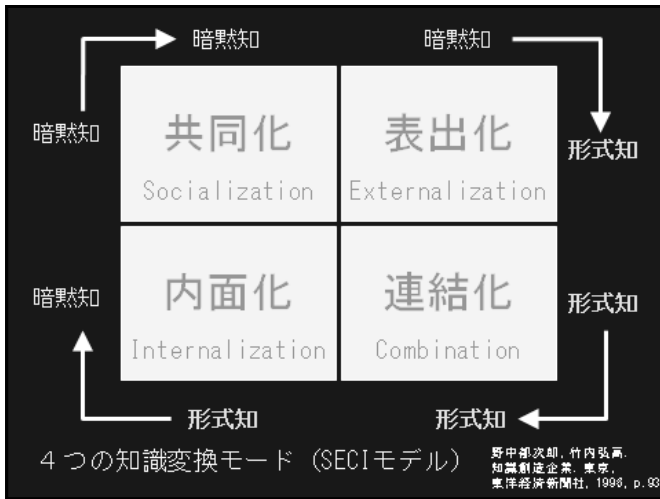 暗黙知 暗黙知
暗黙知 共同化 表出化 形式知
Socialization Externalization
暗黙知 内面化 連結化 形式知
Internalization Combination
形式知 形式知
4つの知識変換モード (SECIモデル)
野中郁次郎, 竹内弘高.
知識創造企業. 東京,
東洋経済新聞社, 1996, p.93